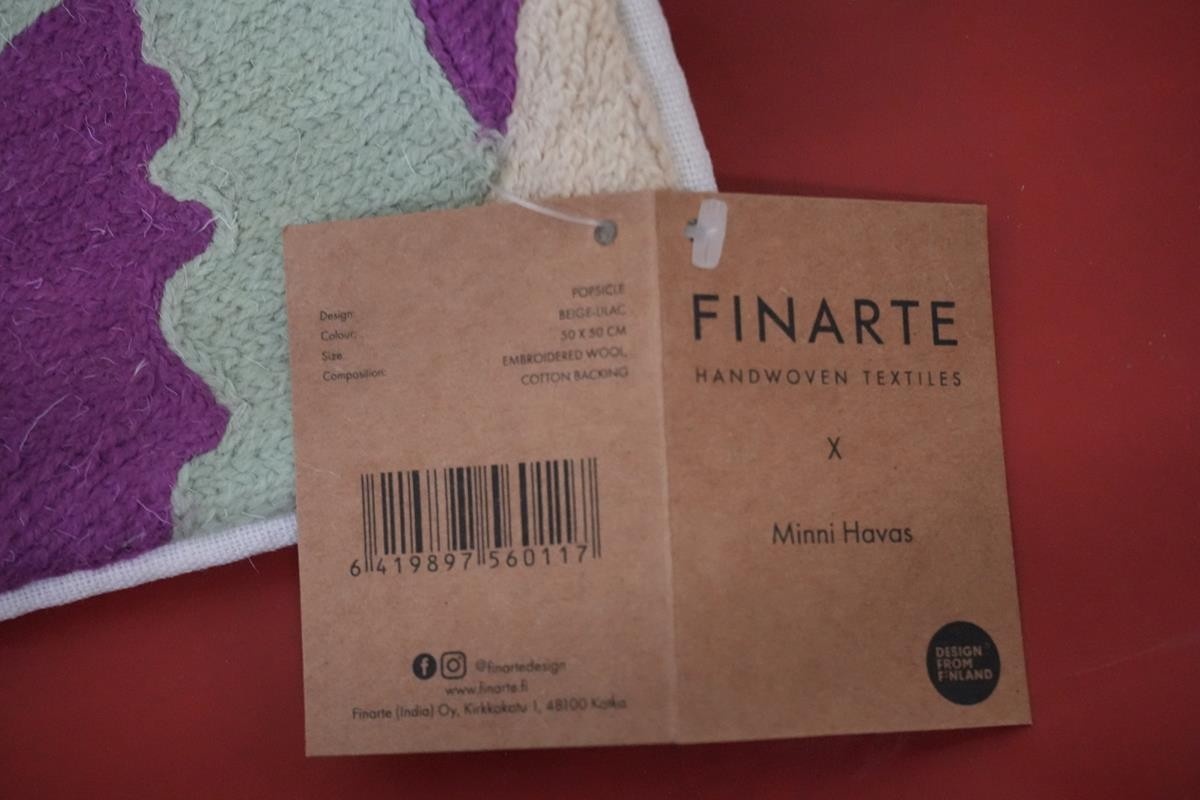 Design:
POPSICLE
Colour:
BEIGE-LILAC
Size:
50 X 50 CM
Composition:
EMBROIDERED WOOL,
COTTON BACKING
6 419897 560117
@finartedesign
www.finarte.fi
Finarte (India) Oy, Kirkkokatu 1, 48100 Kotka
FINARTE
HANDWOVEN TEXTILES
X
Minni Havas
DESIGN
FROM
FINLAND